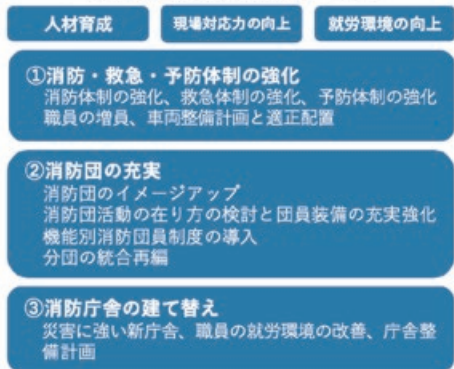 人材育成
現場対応力の向上
就労環境の向上
①消防・救急・予防体制の強化
消防体制の強化、救急体制の強化、予防体制の強化
職員の増員、車両整備計画と適正配置
②消防団の充実
消防団のイメージアップ
消防団活動の在り方の検討と団員装備の充実強化
機能別消防団員制度の導入
分団の統合再編
③消防庁舎の建て替え
災害に強い新庁舎、職員の就労環境の改善、庁舎整
備計画